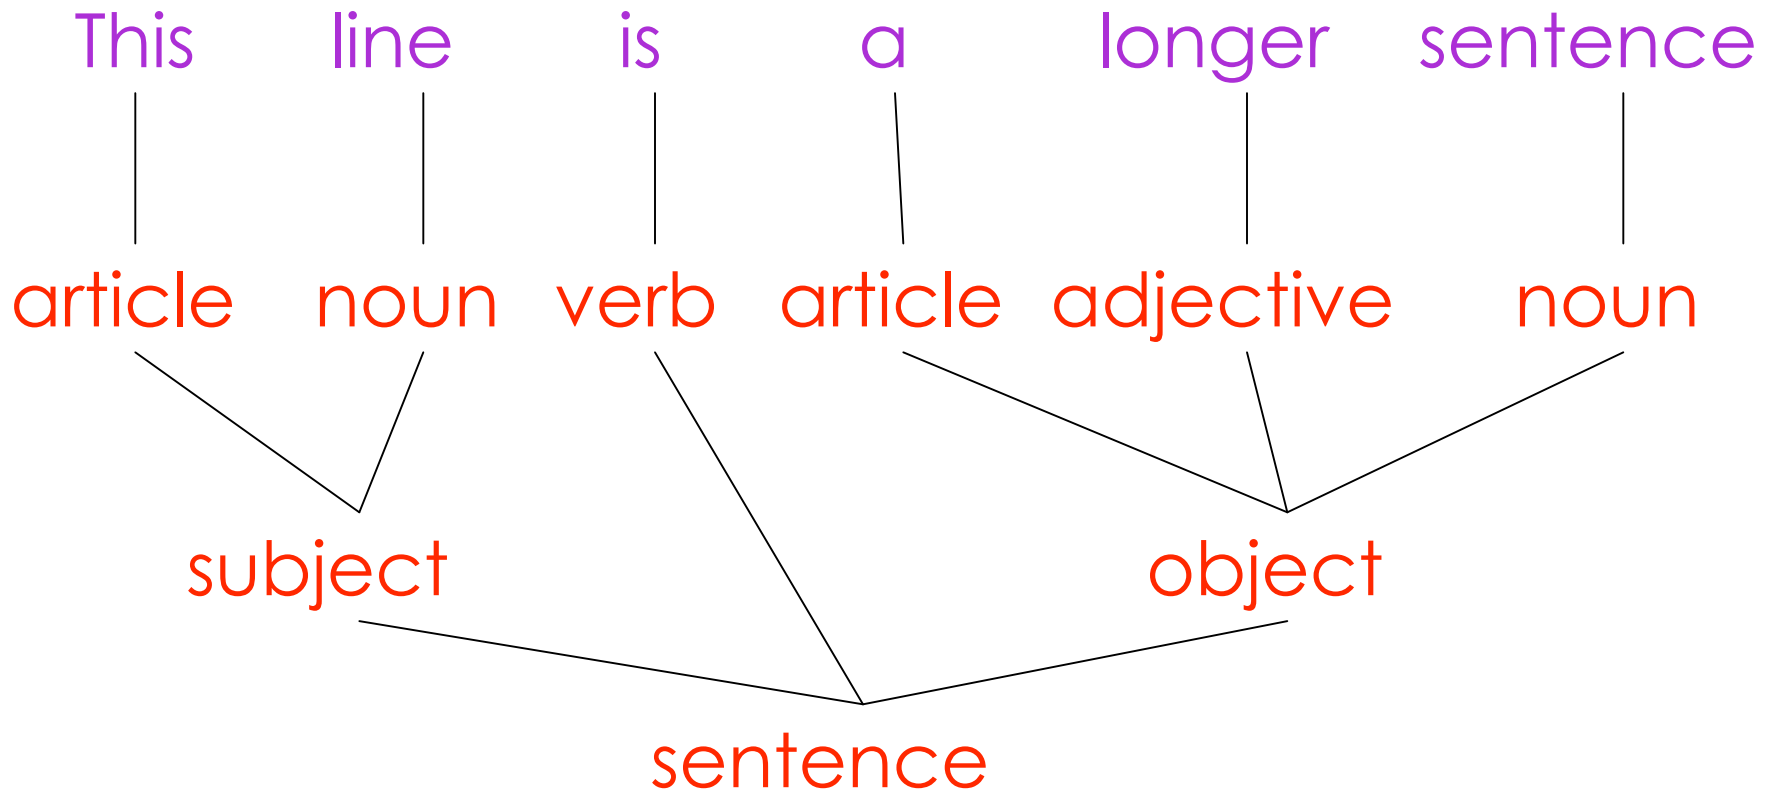 This line is a longer sentence
article noun verb article adjective noun
subject object
sentence